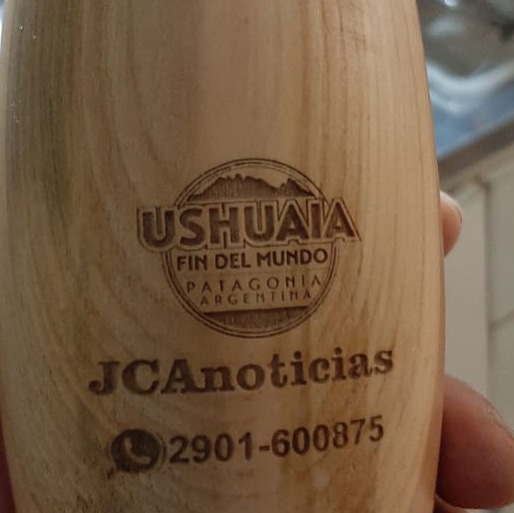 USHUAIA
FIN DEL MUNDO
PATAGONIA
ARGENTINA
JCAnoticias
2901-600875